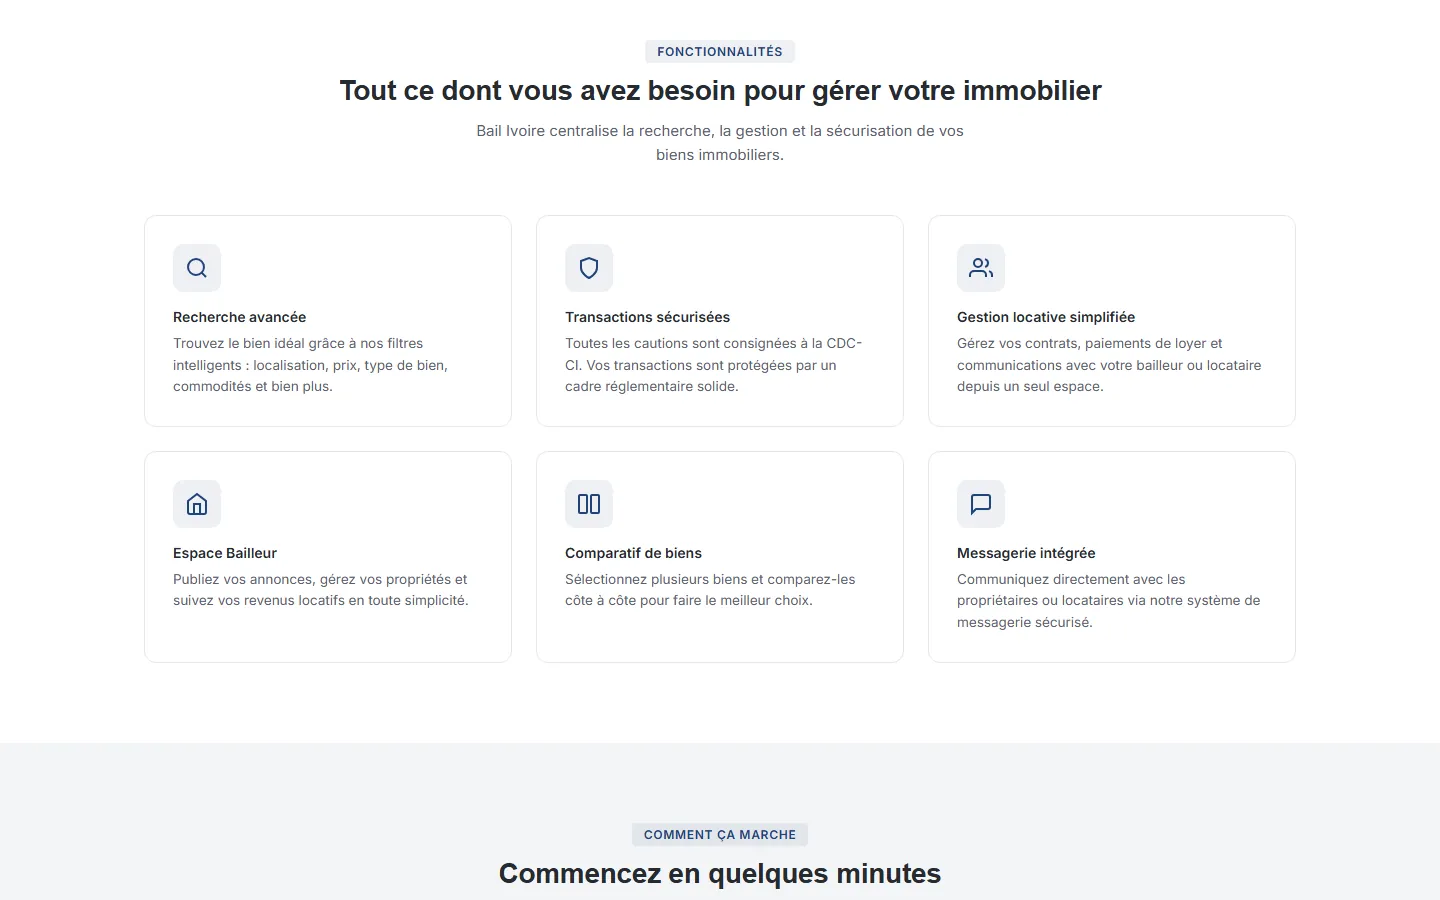 FONCTIONNALITÉS
Tout ce dont vous avez besoin pour gérer votre immobilier
Bail Ivoire centralise la recherche, la gestion et la sécurisation de vos
biens immobiliers.
Recherche avancée
Trouvez le bien idéal grâce à nos filtres
intelligents : localisation, prix, type de bien,
commodités et bien plus.
Transactions sécurisées
Toutes les cautions sont consignées à la CDC-
CI. Vos transactions sont protégées par un
cadre réglementaire solide.
Gestion locative simplifiée
Gérez vos contrats, paiements de loyer et
communications avec votre bailleur ou locataire
depuis un seul espace.
Espace Bailleur
Publiez vos annonces, gérez vos propriétés et
suivez vos revenus locatifs en toute simplicité.
Comparatif de biens
Sélectionnez plusieurs biens et comparez-les
côte à côte pour faire le meilleur choix.
Messagerie intégrée
Communiquez directement avec les
propriétaires ou locataires via notre système de
messagerie sécurisé.
COMMENT ÇA MARCHE
Commencez en quelques minutes